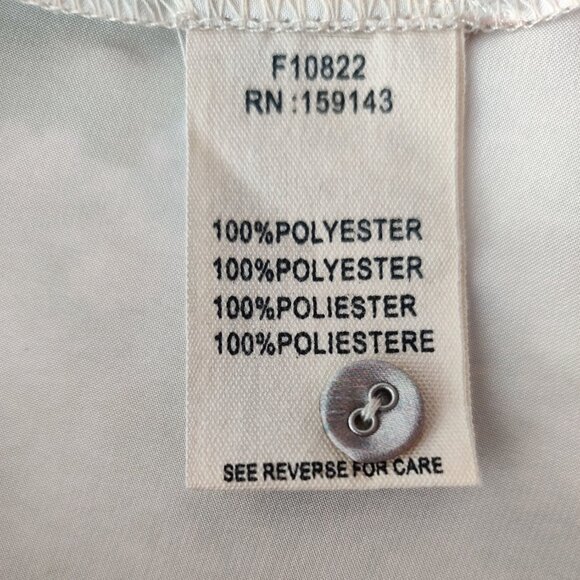 F10822
RN :159143
100%POLYESTER
100%POLYESTER
100%POLIESTER
100%POLIESTERE
SEE REVERSE FOR CARE